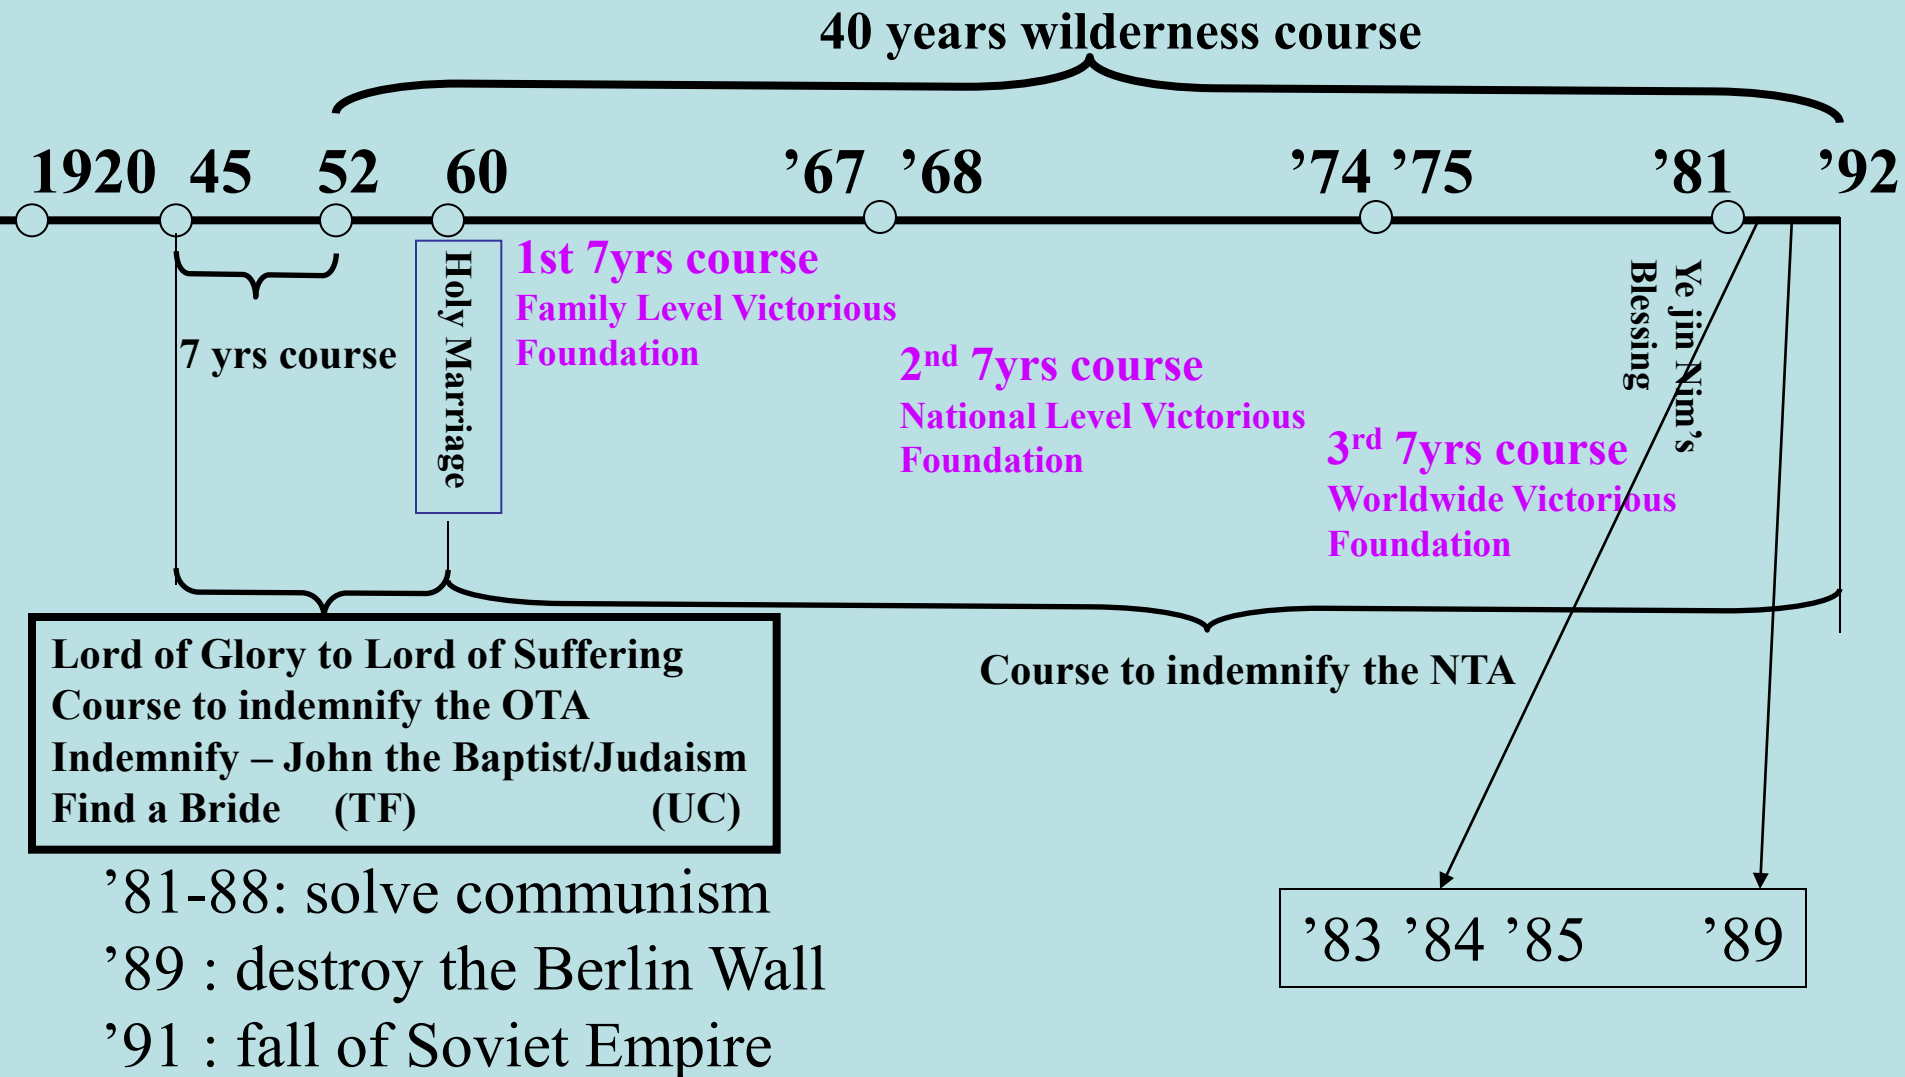 40 years wilderness course
1920 45 52 60 ’67 ’68 ’74 ’75 ’81 ’92
7 yrs course
Holy Marriage
1st 7yrs course
Family Level Victorious
Foundation
2nd 7yrs course
National Level Victorious
Foundation
3rd 7yrs course
Worldwide Victorious
Foundation
Ye jin Nim’s
Blessing
Lord of Glory to Lord of Suffering
Course to indemnify the OTA
Indemnify – John the Baptist/Judaism
Find a Bride (TF) (UC)
Course to indemnify the NTA
’81-88: solve communism
’89 : destroy the Berlin Wall
’91 : fall of Soviet Empire
’83 ’84 ’85 ’89